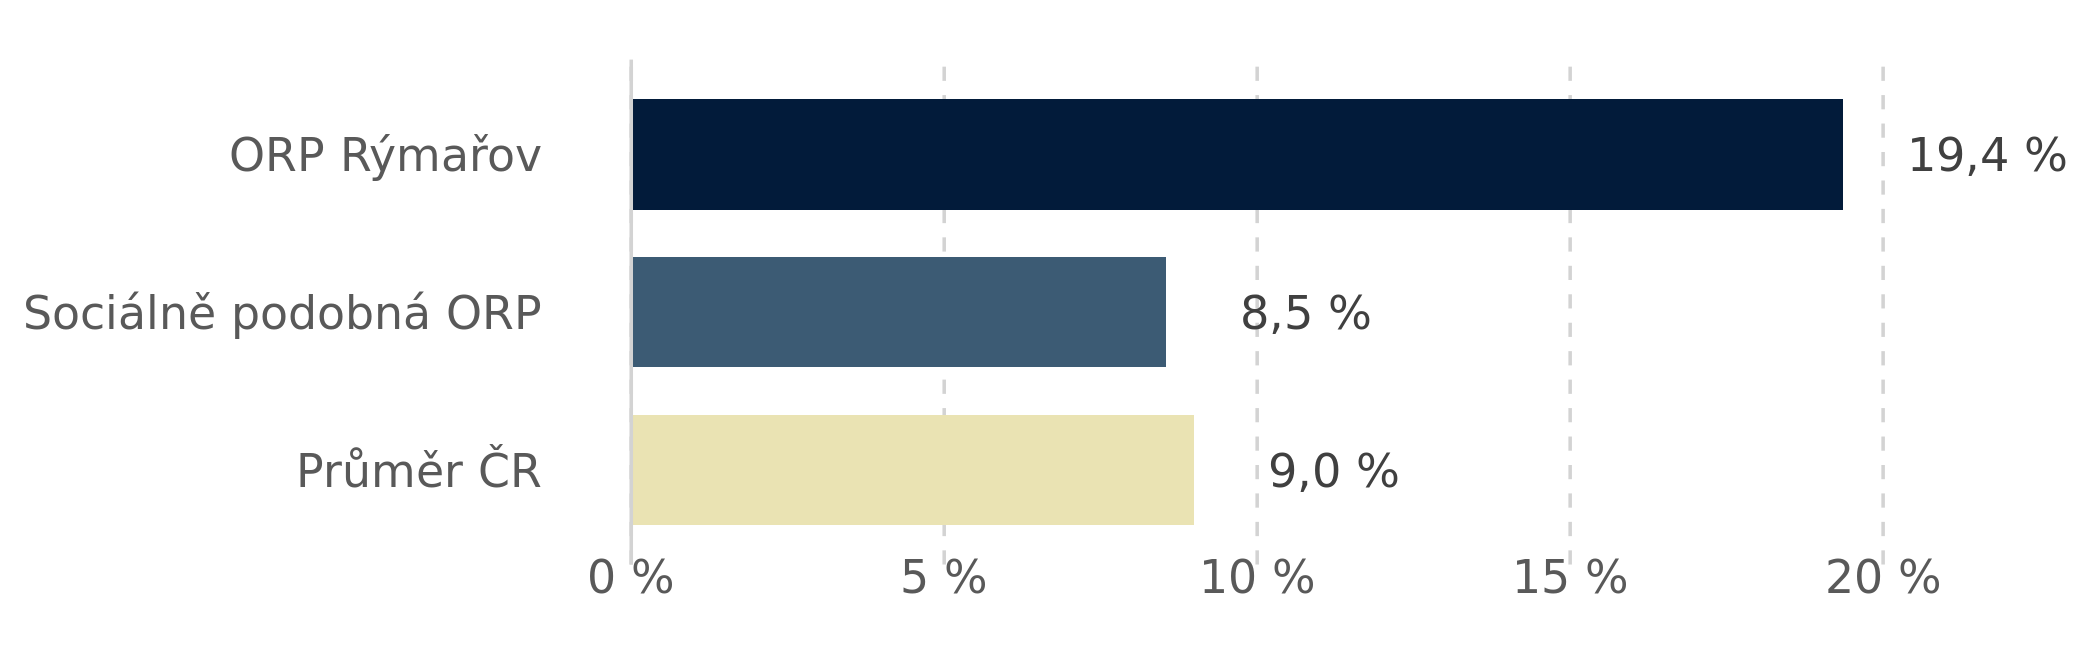 ORP Rýmařov 19,4 %
Sociálně podobná ORP 8,5 %
Průměr ČR 9,0 %
0 % 5 % 10 % 15 % 20 %